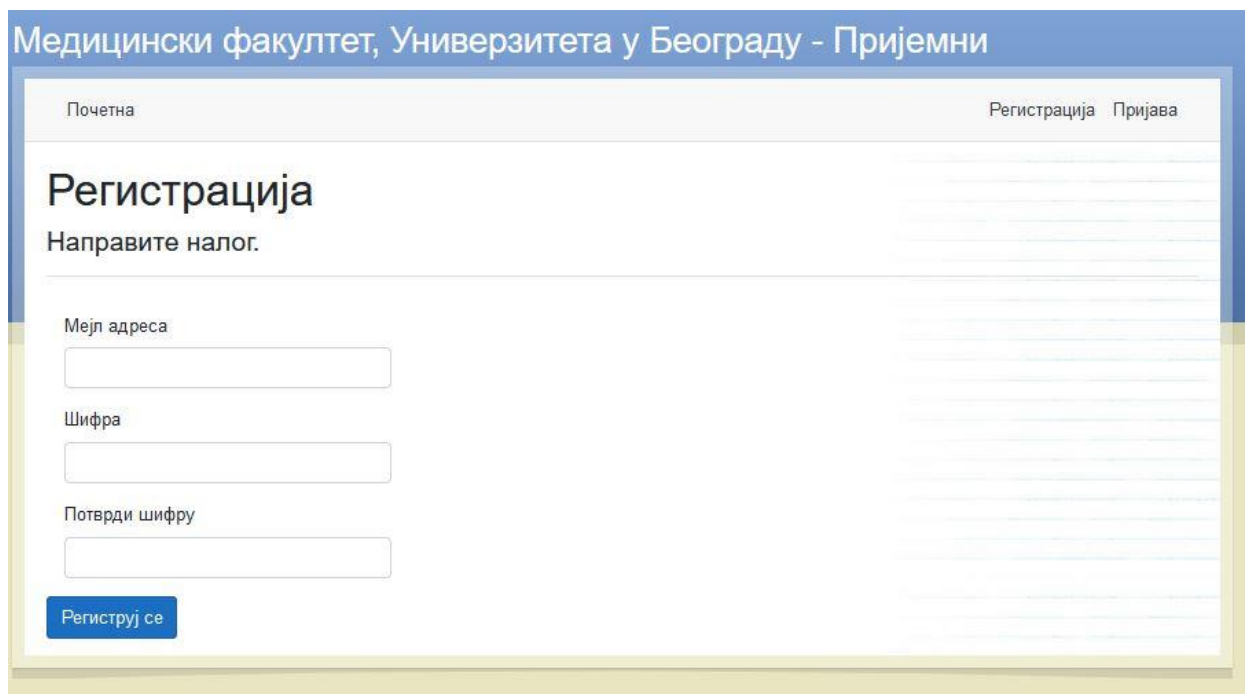 Медицински факултет, Универзитета у Београду - Пријемни
Почетна Регистрација Пријава
Регистрација
Направите налог.
Мејл адреса
Шифра
Потврди шифру
Региструј се